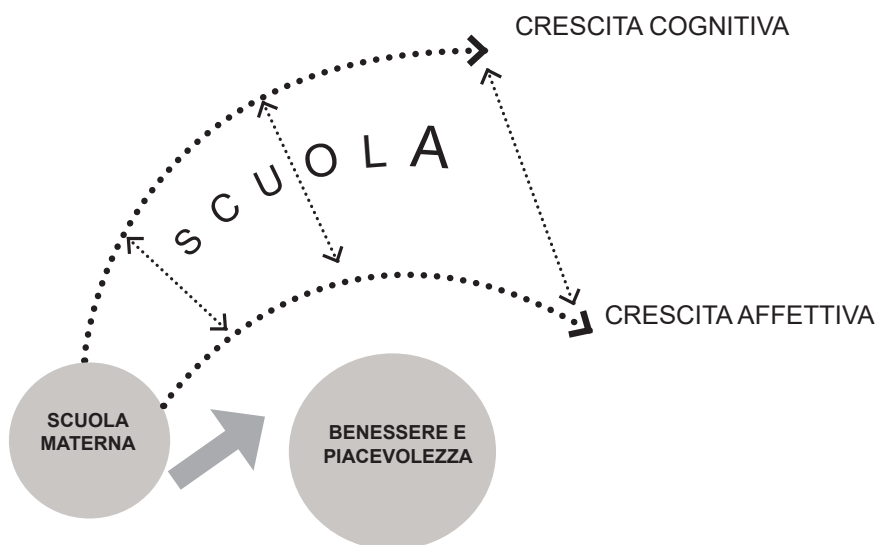 CRESCITA COGNITIVA
SCUOLA
CRESCITA AFFETTIVA
SCUOLA
MATERNA
BENESSERE E
PIACEVOLEZZA